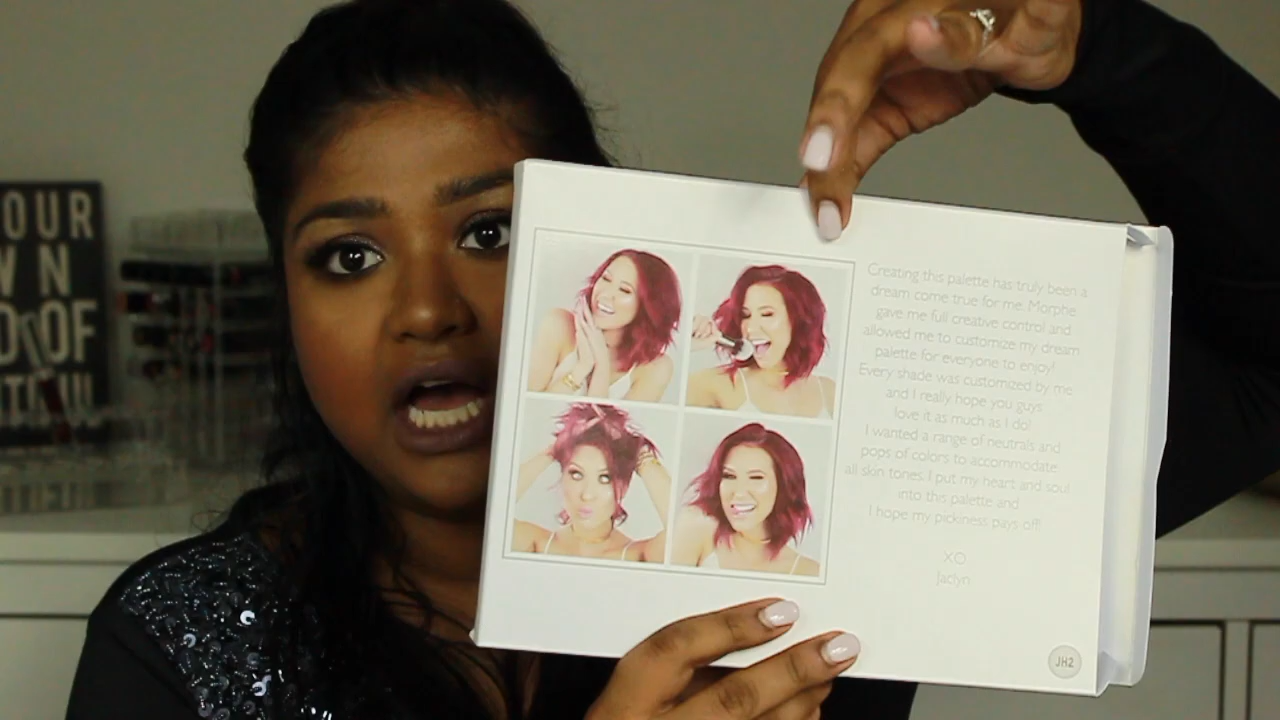 OUR
WN
D OF
Creating this palette has truly been a
dream come true for me. Morphe
gave me full creative control and
allowed me to customize my dream
palette for everyone to enjoy!
Every shade was customized by me
and I really hope you guys
love it as much as I do!
I wanted a range of neutrals and
pops of colors to accommodate
all skin tones. I put my heart and soul
into this palette and
I hope my pickiness pays off!
XO
Jaclyn
JH2